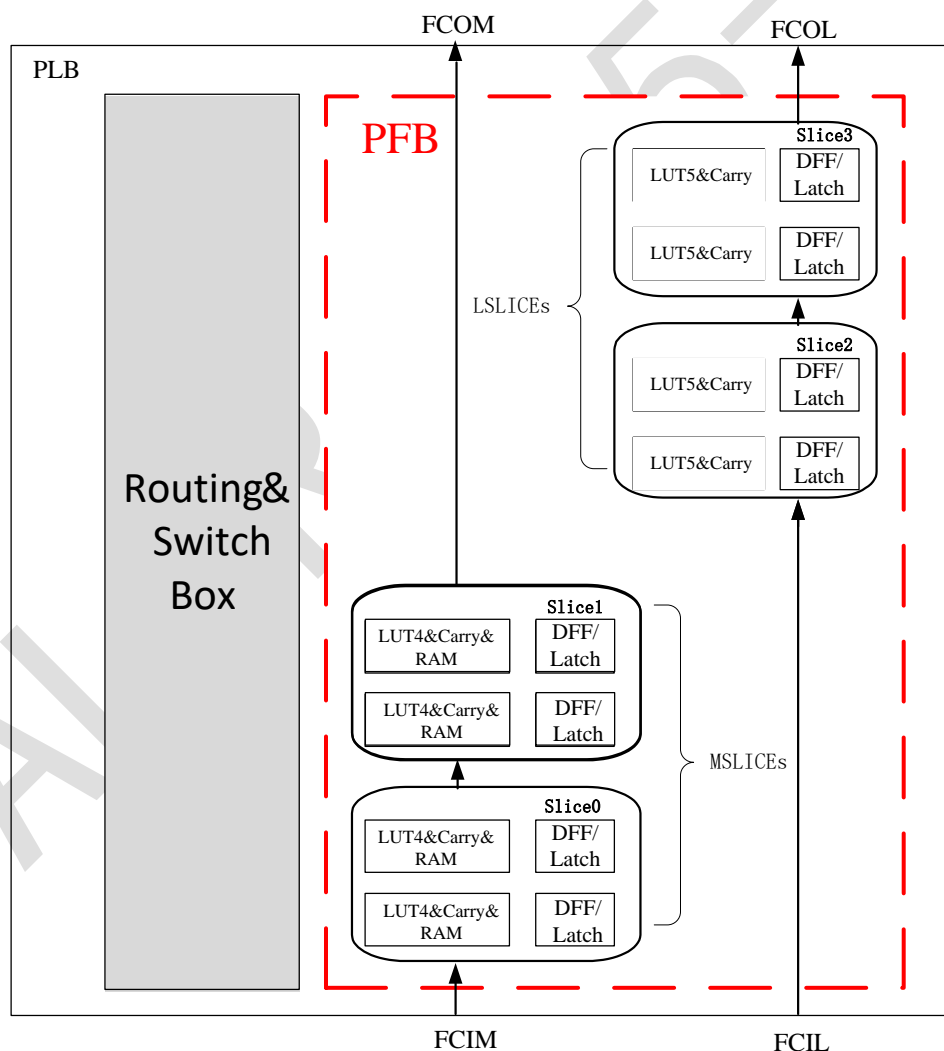 FCOM
FCOL
PLB
PFB
Slice3
LUT5&Carry
DFF/
Latch
LUT5&Carry
DFF/
Latch
LSLICEs
Slice2
LUT5&Carry
DFF/
Latch
LUT5&Carry
DFF/
Latch
Routing&
Switch
Box
Slice1
LUT4&Carry&
RAM
DFF/
Latch
LUT4&Carry&
RAM
DFF/
Latch
MSLICEs
Slice0
LUT4&Carry&
RAM
DFF/
Latch
LUT4&Carry&
RAM
DFF/
Latch
FCIM
FCIL